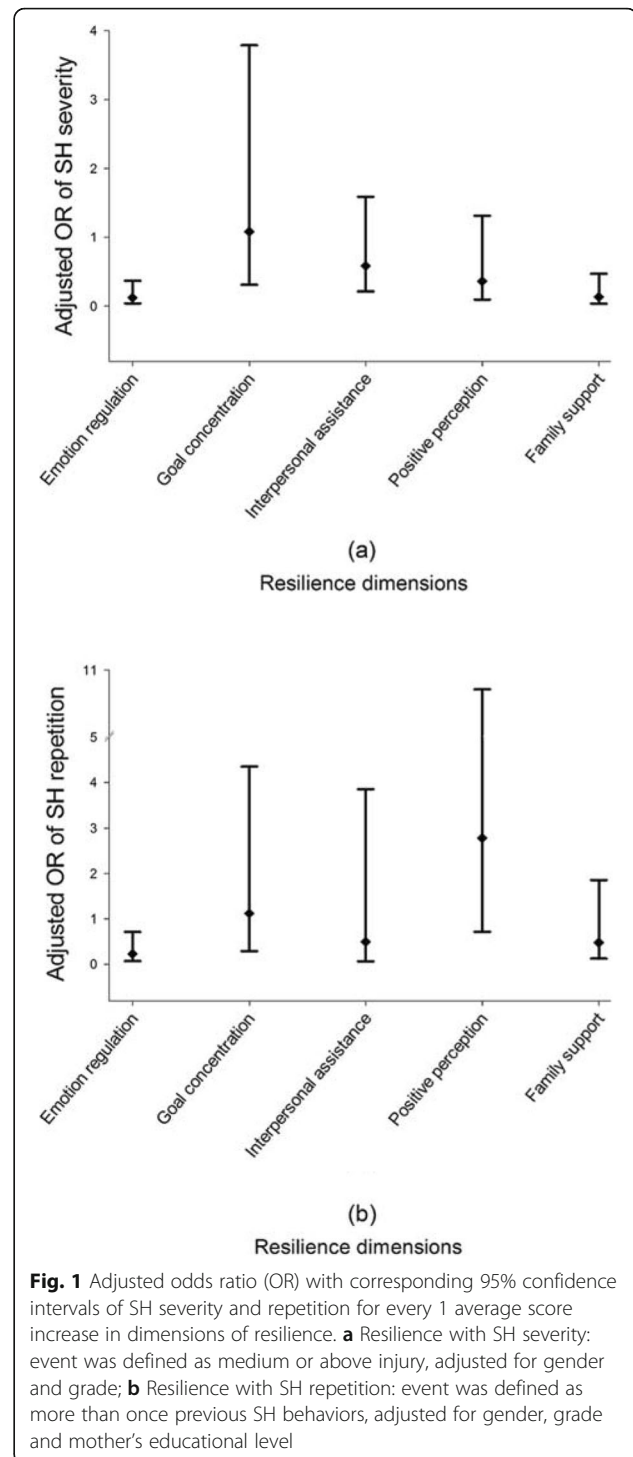 4
3
2
1
0
Adjusted OR of SH severity
Emotion regulation
Goal concentration
Interpersonal assistance
Positive perception
Family support
(a)
Resilience dimensions
11
5
4
3
2
1
0
Adjusted OR of SH repetition
Emotion regulation
Goal concentration
Interpersonal assistance
Positive perception
Family support
(b)
Resilience dimensions
Fig. 1 Adjusted odds ratio (OR) with corresponding 95% confidence
intervals of SH severity and repetition for every 1 average score
increase in dimensions of resilience. a Resilience with SH severity:
event was defined as medium or above injury, adjusted for gender
and grade; b Resilience with SH repetition: event was defined as
more than once previous SH behaviors, adjusted for gender, grade
and mother's educational level